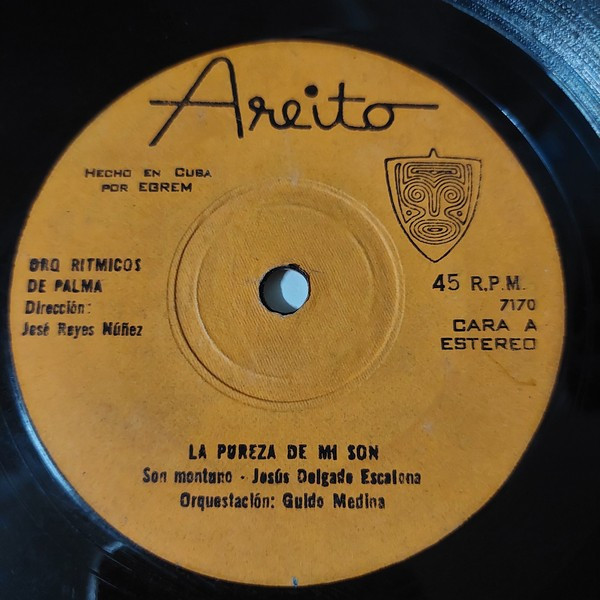 Areito
HECHO EN CUBA
POR EGREM
ORQ RITMICOS
DE PALMA
Dirección:
José Reyes Núñez
45 R.P.M.
7170
CARA A
ESTEREO
LA PUREZA DE MI SON
Son montuno - Jesús Delgado Escalona
Orquestación: Guido Medina